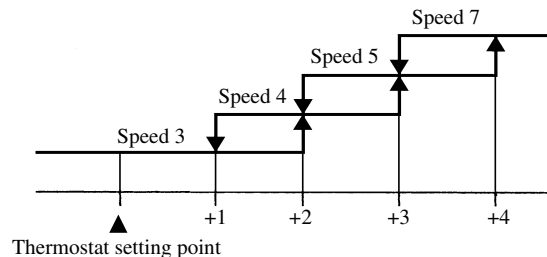 Speed 7
Speed 5
Speed 4
Speed 3
+1 +2 +3 +4
Thermostat setting point